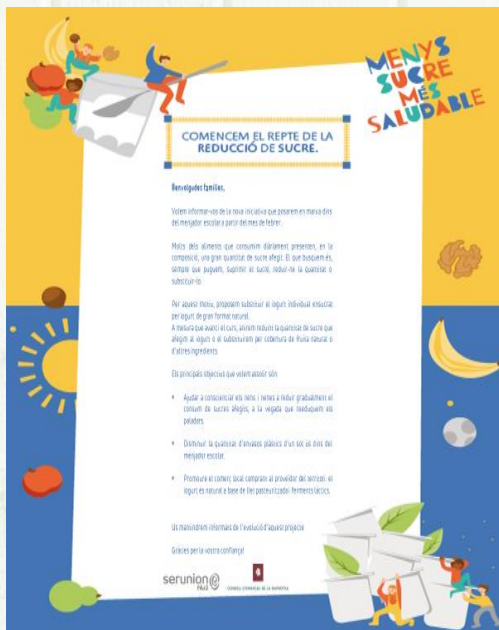 MENYS
SUCRE
MÉS
SALUDABLE
COMENCEM EL REPTE DE LA
REDUCCIÓ DE SUCRE.
Benvolgudes famílies,
Volem informar-vos de la nova iniciativa que posarem en marxa dins
del menjador escolar a partir del mes de febrer.
Molts dels aliments que consumim diàriament presenten, en la
composició, una gran quantitat de sucre afegit. El que busquem és,
sempre que puguem, suprimir el sucre, reduir-ne la quantitat o
substituir-lo.
Per aquest motiu, proposem substituir el iogurt individual ensucrat
per iogurt de gran format natural.
A mesura que avanci el curs, anirem reduint la quantitat de sucre que
afegim al iogurt o el substituirem per cobertura de fruita natural o
d'altres ingredients.
Els principals objectius que volem assolir són:
• Ajudar a conscienciar els nens i nenes a reduir gradualment el
consum de sucres afegits, a la vegada que reeduquem els
paladars.
• Disminuir la quantitat d'envasos plàstics d'un sol ús dins del
menjador escolar.
• Promoure el comerç local comprant al proveïdor del territori: el
iogurt és natural a base de llet pasteuritzada i ferments làctics.
Us mantindrem informats de l'evolució d'aquest projecte
Gràcies per la vostra confiança!
serunion
CONSELL COMARCAL DE LA